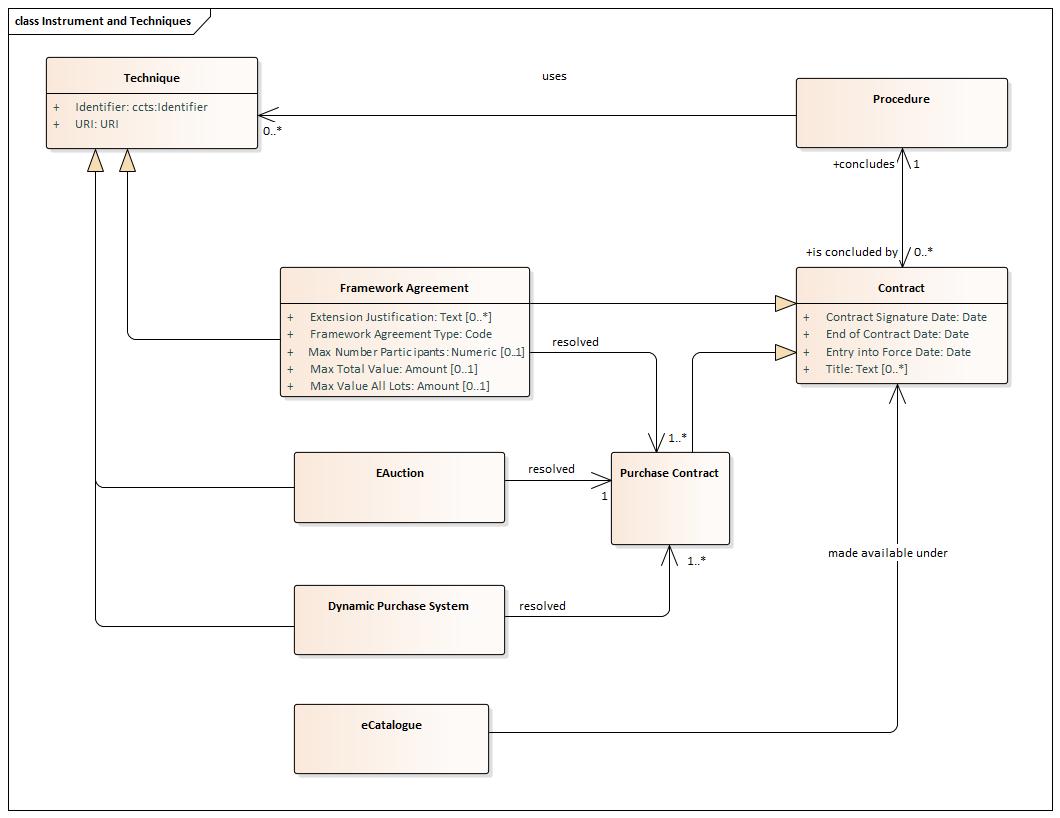 class Instrument and Techniques
Technique
+ Identifier: ccts:Identifier
+ URI: URI
uses
0..*
Procedure
+concludes
1
+is concluded by
0..*
Framework Agreement
+ Extension Justification: Text [0..*]
+ Framework Agreement Type: Code
+ Max Number Participants: Numeric [0..1]
+ Max Total Value: Amount [0..1]
+ Max Value All Lots: Amount [0..1]
Contract
+ Contract Signature Date: Date
+ End of Contract Date: Date
+ Entry into Force Date: Date
+ Title: Text [0..*]
resolved
1..*
EAuction
resolved
1
Purchase Contract
1..*
made available under
Dynamic Purchase System
resolved
eCatalogue